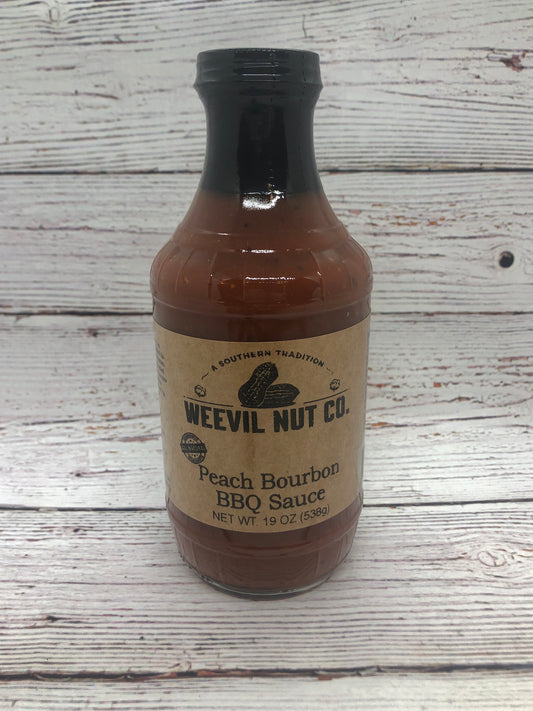 A SOUTHERN TRADITION
WEEVIL NUT CO.
Peach Bourbon
BBQ Sauce
NET WT. 19 OZ (538g)